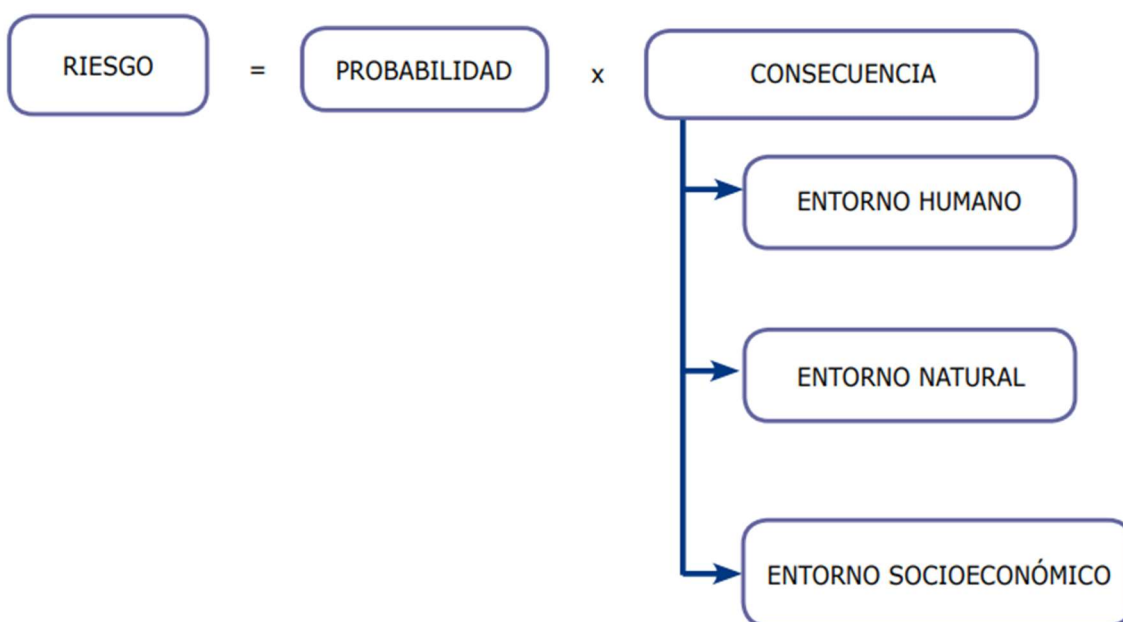 RIESGO = PROBABILIDAD x CONSECUENCIA
ENTORNO HUMANO
ENTORNO NATURAL
ENTORNO SOCIOECONÓMICO